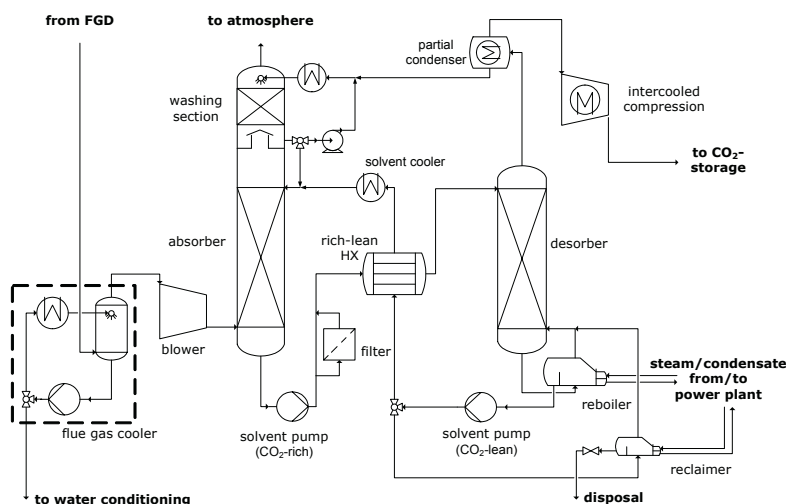 from FGD
to atmosphere
partial
condenser
washing
section
intercooled
compression
to CO₂-
storage
solvent cooler
absorber
rich-lean
HX
desorber
blower
filter
steam/condensate
from/to
power plant
reboiler
flue gas cooler
solvent pump
(CO₂-rich)
solvent pump
(CO₂-lean)
reclaimer
to water conditioning
disposal